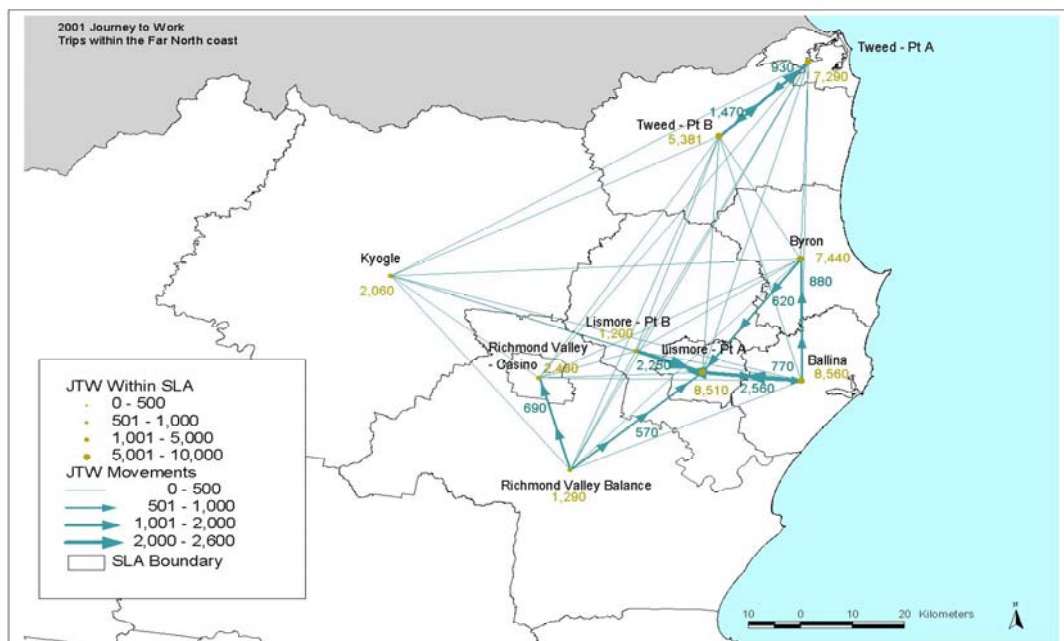 2001 Journey to Work
Trips within the Far North coast
Tweed - Pt A
930
7,290
1,470
Tweed - Pt B
5,381
Byron
7,440
Kyogle
2,060
880
620
Lismore - Pt B
1,200
Richmond Valley
- Casino
Lismore - Pt A
770
Ballina
8,560
2,560
8,510
690
570
Richmond Valley Balance
1,290
JTW Within SLA
0 - 500
501 - 1,000
1,001 - 5,000
5,001 - 10,000
JTW Movements
0 - 500
501 - 1,000
1,001 - 2,000
2,000 - 2,600
SLA Boundary
10 0 10 20 Kilometers